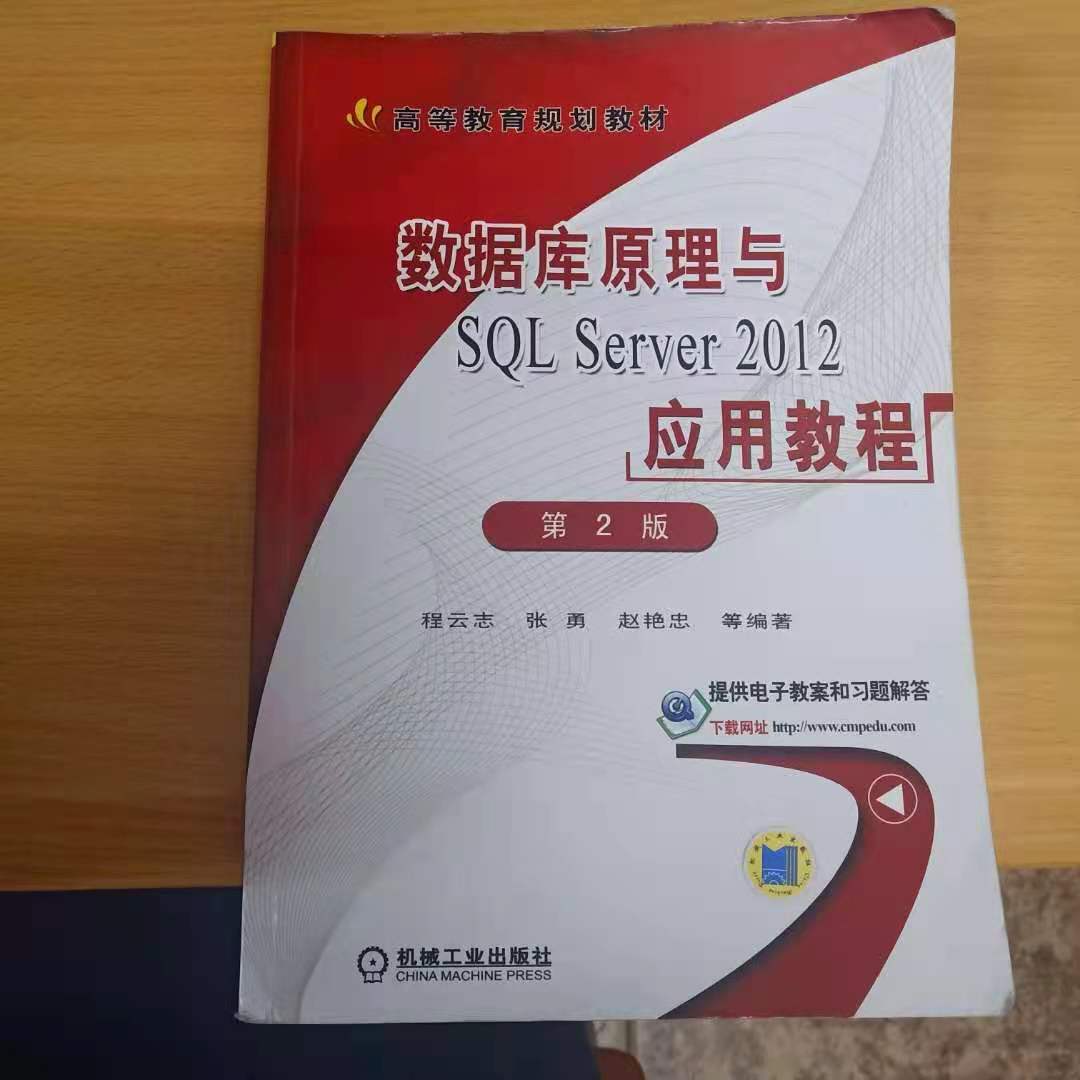 高等教育规划教材
数据库原理与
SQL Server 2012
应用教程
第 2 版
程云志 张 勇 赵艳忠 等编著
提供电子教案和习题解答
下载网址 http://www.cmpedu.com
机械工业出版社
CHINA MACHINE PRESS